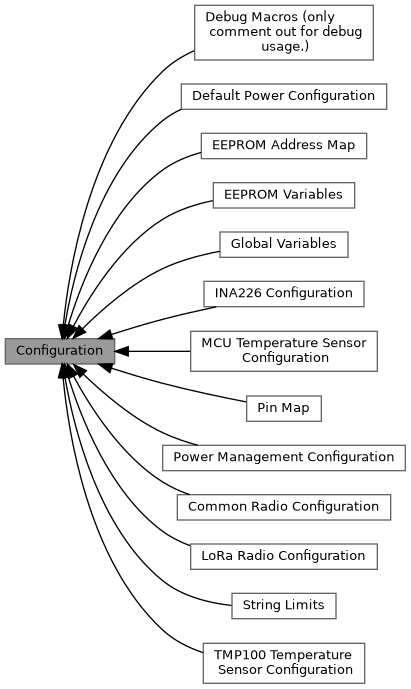 Debug Macros (only
comment out for debug
usage.)
Default Power Configuration
EEPROM Address Map
EEPROM Variables
Global Variables
INA226 Configuration
Configuration
MCU Temperature Sensor
Configuration
Pin Map
Power Management Configuration
Common Radio Configuration
LoRa Radio Configuration
String Limits
TMP100 Temperature
Sensor Configuration